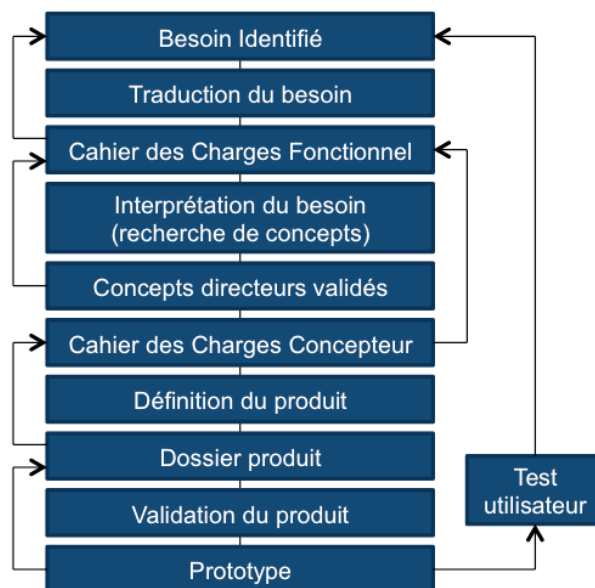 Besoin Identifié
Traduction du besoin
Cahier des Charges Fonctionnel
Interprétation du besoin
(recherche de concepts)
Concepts directeurs validés
Cahier des Charges Concepteur
Définition du produit
Dossier produit
Validation du produit
Prototype
Test
utilisateur